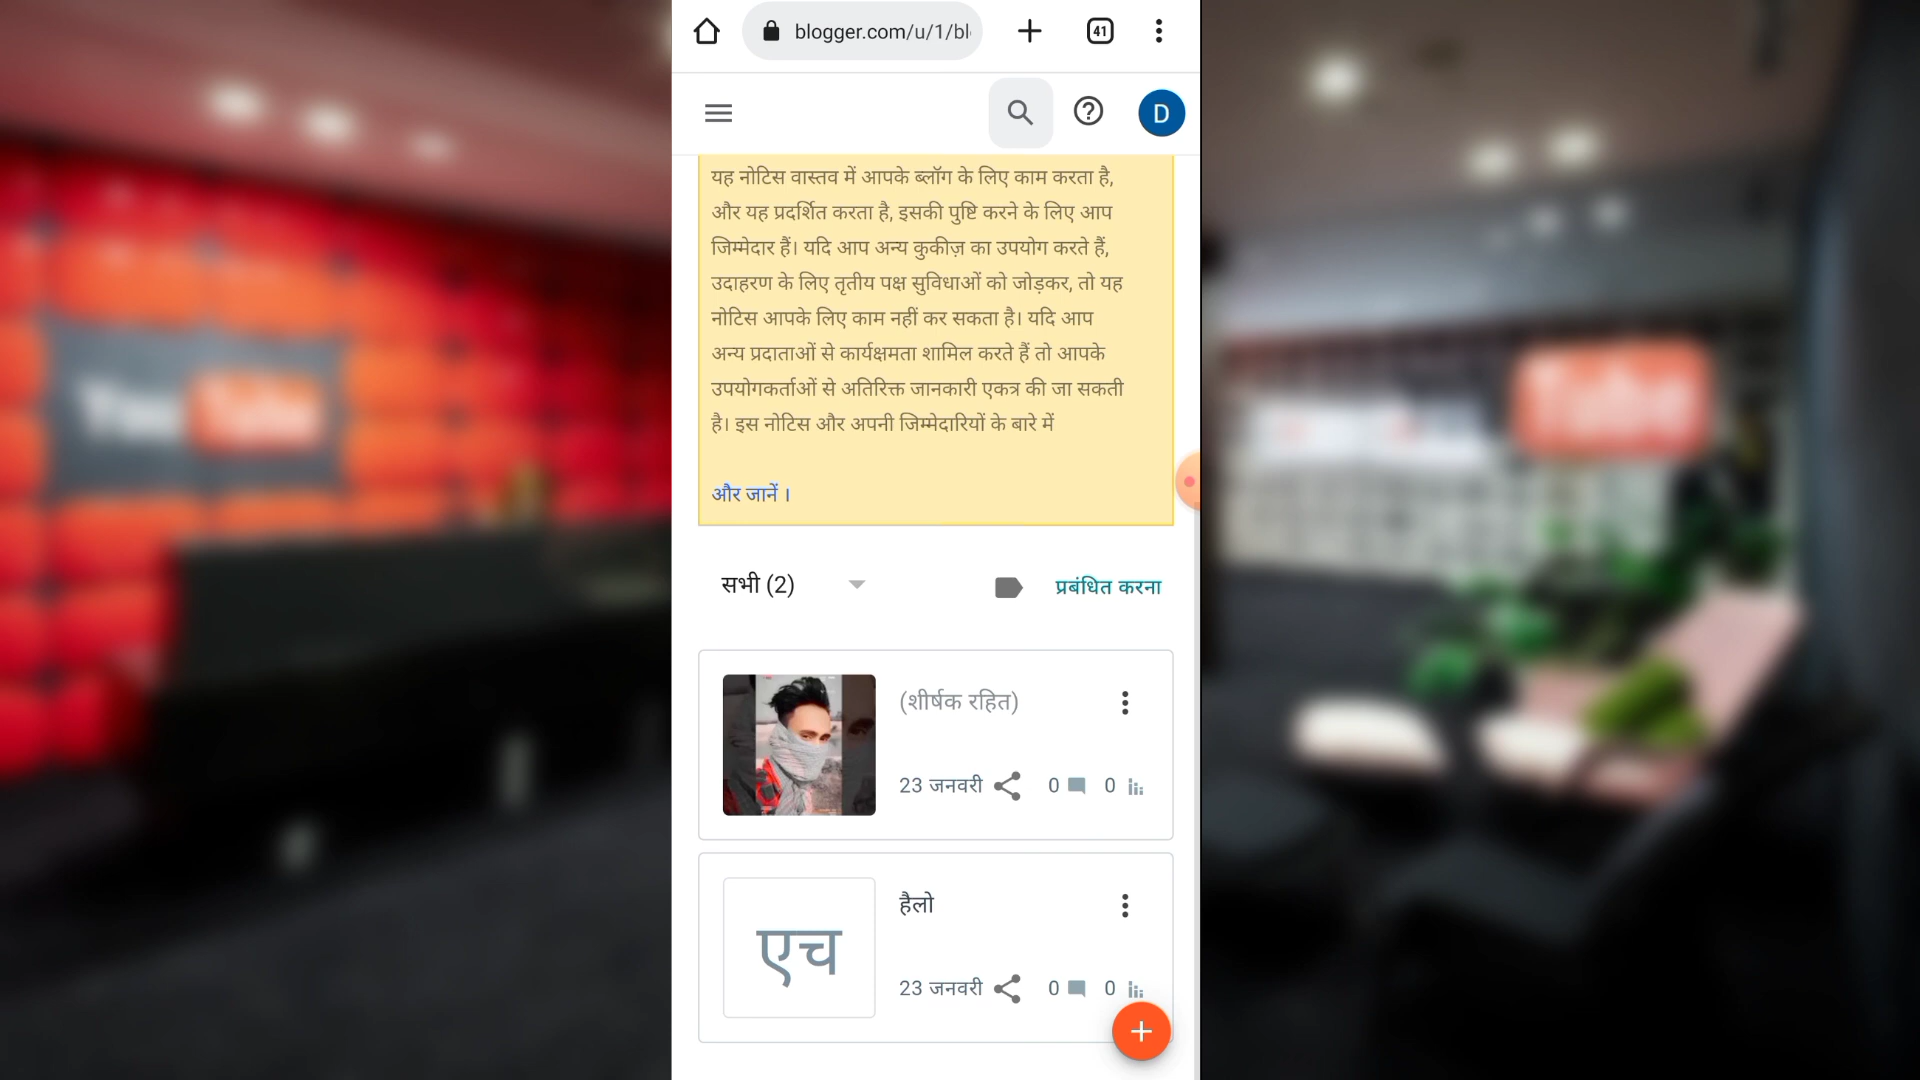 blogger.com/u/1/bl
41
D
यह नोटिस वास्तव में आपके ब्लॉग के लिए काम करता है,
और यह प्रदर्शित करता है, इसकी पुष्टि करने के लिए आप
जिम्मेदार हैं। यदि आप अन्य कुकीज़ का उपयोग करते हैं,
उदाहरण के लिए तृतीय पक्ष सुविधाओं को जोड़कर, तो यह
नोटिस आपके लिए काम नहीं कर सकता है। यदि आप
अन्य प्रदाताओं से कार्यक्षमता शामिल करते हैं तो आपके
उपयोगकर्ताओं से अतिरिक्त जानकारी एकत्र की जा सकती
है। इस नोटिस और अपनी जिम्मेदारियों के बारे में
और जानें ।
सभी (2)
प्रबंधित करना
(शीर्षक रहित)
23 जनवरी 0 0
हैलो
एच
23 जनवरी 0 0
You Tube
Tube